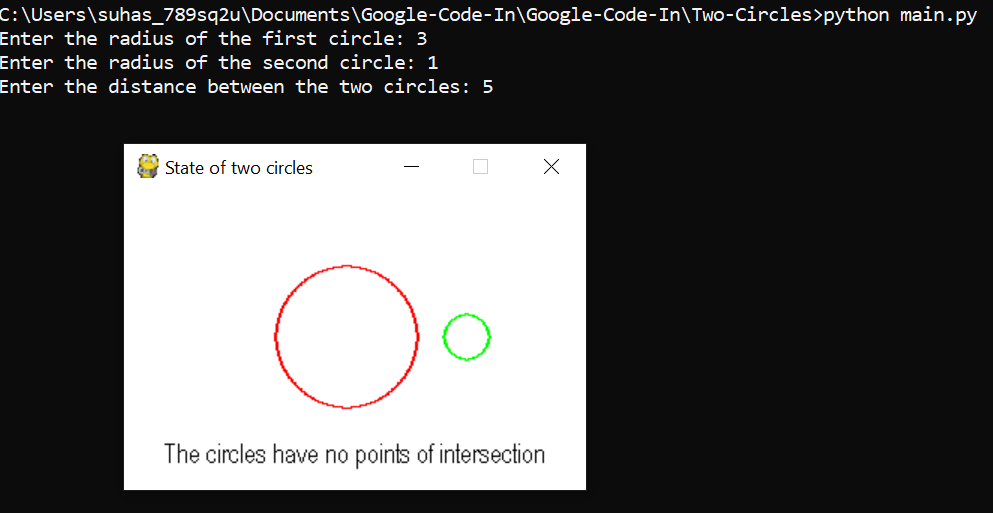 C:\Users\suhas_789sq2u\Documents\Google-Code-In\Google-Code-In\Two-Circles>python main.py
Enter the radius of the first circle: 3
Enter the radius of the second circle: 1
Enter the distance between the two circles: 5
State of two circles
The circles have no points of intersection